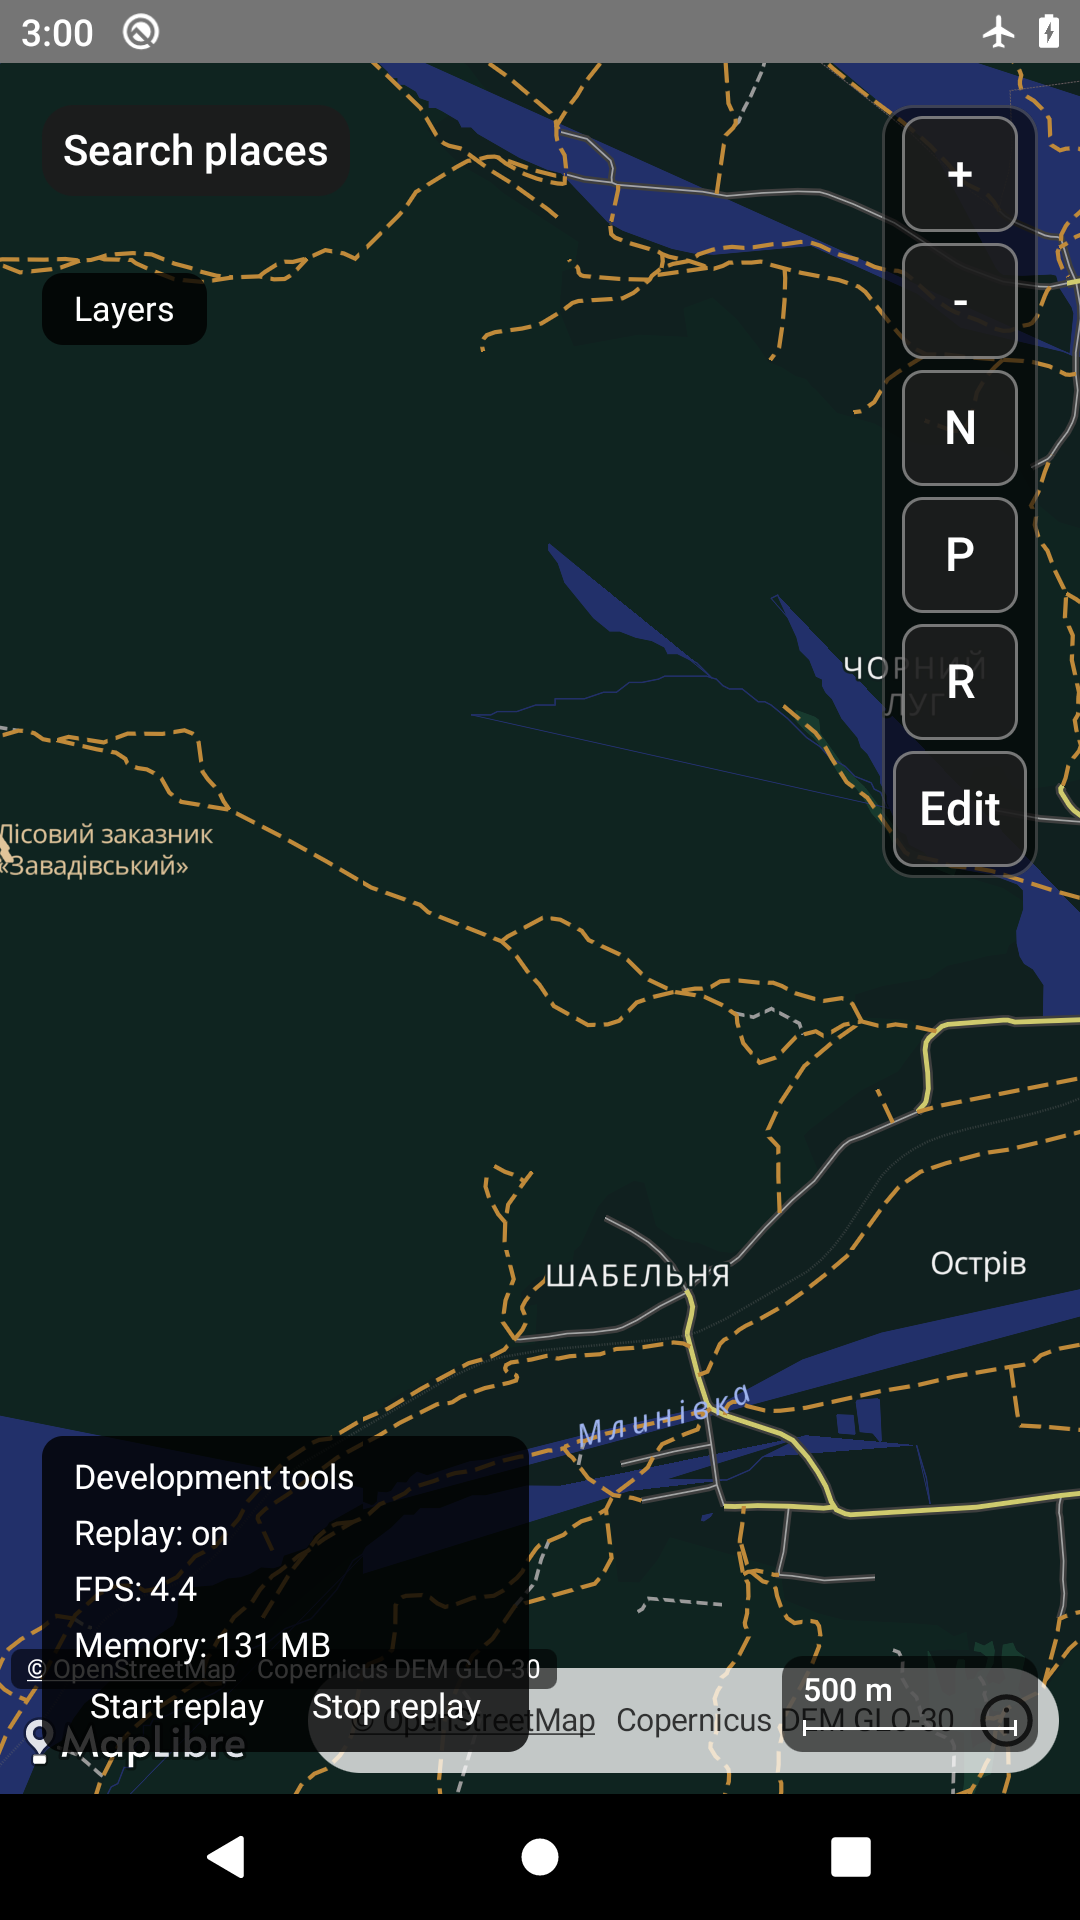 3:00
Search places
+
Layers
-
N
P
ЧОРНИЙ
ЛУГ
R
Edit
Лісовий заказник
«Завадівський»
ШАБЕЛЬНЯ
Острів
Млинівка
Development tools
Replay: on
FPS: 4.4
Memory: 131 MB
© OpenStreetMap Copernicus DEM GLO-30
Start replay Stop replay
500 m
© OpenStreetMap Copernicus DEM GLO-30
MapLibre